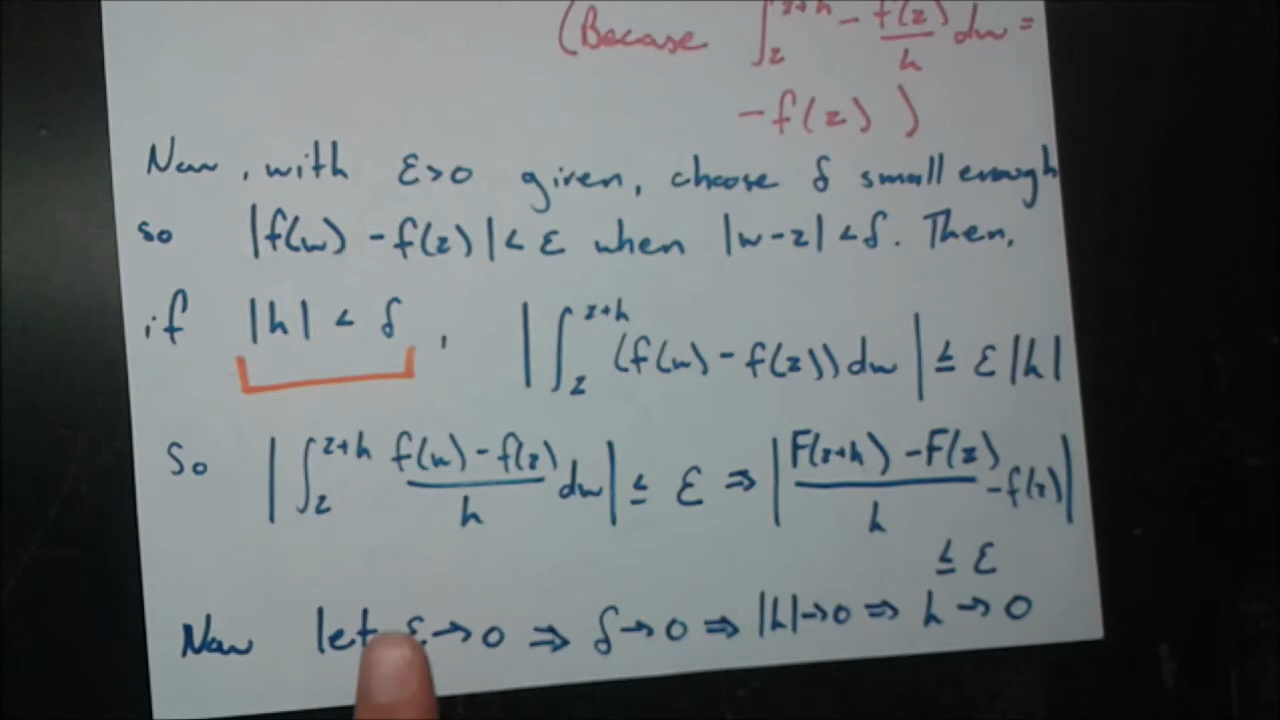 (Becase ∫_z^{z+h} - f(z)/h dw =
- f(z) )
Now, with ε>0 given, choose δ small enough
so |f(w) - f(z)| < ε when |w-z| < δ. Then,
if |h| < δ, |∫_z^{z+h} (f(w) - f(z)) dw| ≤ ε |h|
So |∫_z^{z+h} (f(w) - f(z))/h dw| ≤ ε ⇒ |(F(z+h) - F(z))/h - f(z)|
≤ ε
Now let ε → 0 ⇒ δ → 0 ⇒ |h| → 0 ⇒ h → 0